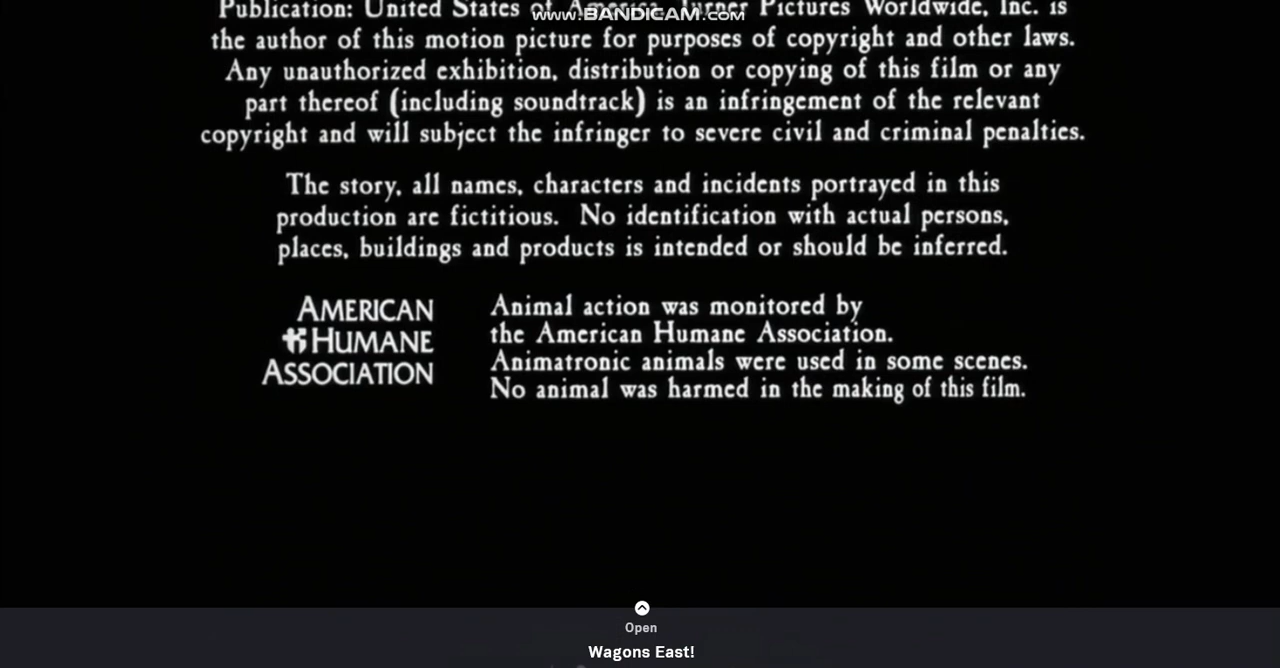 Publication: United States of America. Turner Pictures Worldwide, Inc. is
www.BANDICAM.com
the author of this motion picture for purposes of copyright and other laws.
Any unauthorized exhibition, distribution or copying of this film or any
part thereof (including soundtrack) is an infringement of the relevant
copyright and will subject the infringer to severe civil and criminal penalties.
The story, all names, characters and incidents portrayed in this
production are fictitious. No identification with actual persons,
places, buildings and products is intended or should be inferred.
AMERICAN
HUMANE
ASSOCIATION
Animal action was monitored by
the American Humane Association.
Animatronic animals were used in some scenes.
No animal was harmed in the making of this film.
Open
Wagons East!